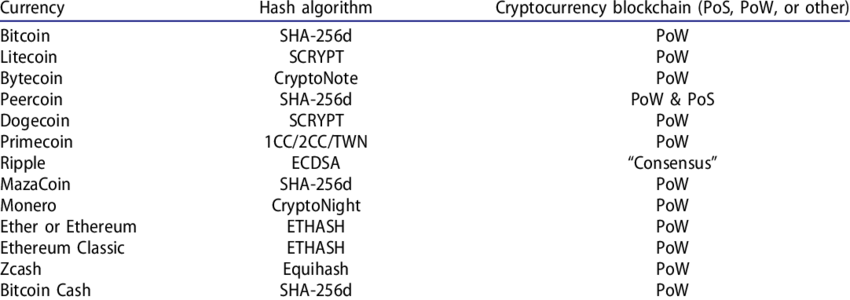 Currency Hash algorithm Cryptocurrency blockchain (PoS, PoW, or other)
Bitcoin SHA-256d PoW
Litecoin SCRYPT PoW
Bytecoin CryptoNote PoW
Peercoin SHA-256d PoW & PoS
Dogecoin SCRYPT PoW
Primecoin 1CC/2CC/TWN PoW
Ripple ECDSA “Consensus”
MazaCoin SHA-256d PoW
Monero CryptoNight PoW
Ether or Ethereum ETHASH PoW
Ethereum Classic ETHASH PoW
Zcash Equihash PoW
Bitcoin Cash SHA-256d PoW